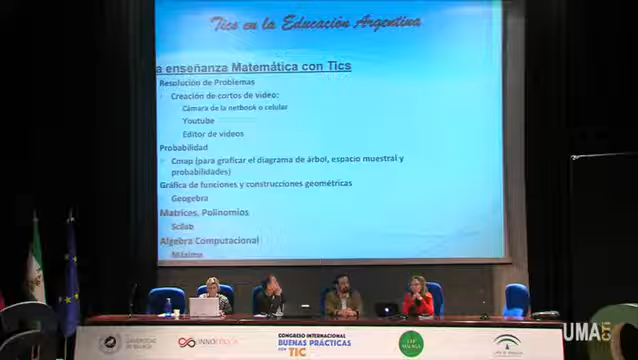 Tics en la Educación Argentina
a enseñanza Matemática con Tics
Resolución de Problemas
Creación de cortos de video:
Cámara de la netbook o celular
Youtube
Editor de videos
Probabilidad
Cmap (para graficar el diagrama de árbol, espacio muestral y
probabilidades)
Gráfica de funciones y construcciones geométricas
Geogebra
Matrices, Polinomios
Scilab
Algebra Computacional
Máxima
CONGRESO INTERNACIONAL
BUENAS PRÁCTICAS
CON TIC
UMA